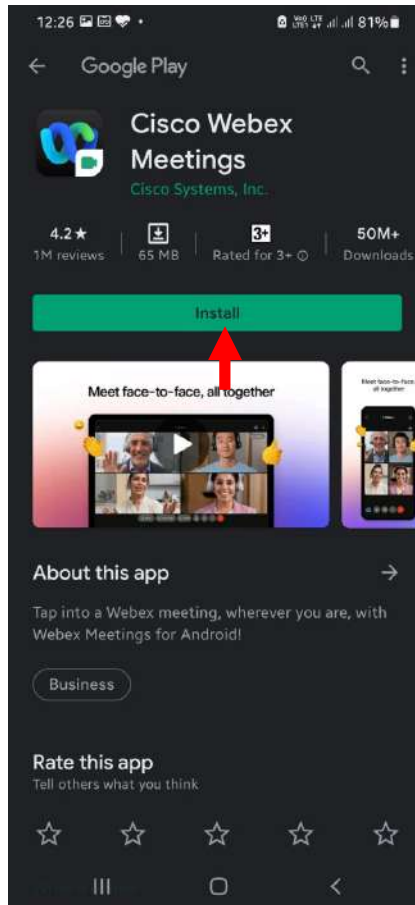 12:26
Vo0 LTE
LTE1
81%
Google Play
Cisco Webex
Meetings
Cisco Systems, Inc.
4.2★
3+
50M+
1M reviews
65 MB
Rated for 3+
Downloads
Install
Meet face-to-face, all together
Meet face-to-face,
all together
About this app
Tap into a Webex meeting, wherever you are, with
Webex Meetings for Android!
Business
Rate this app
Tell others what you think